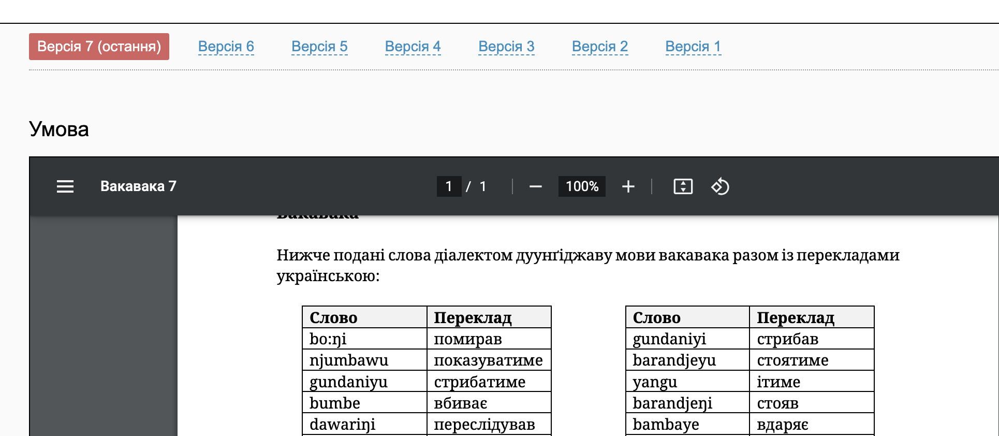 Версія 7 (остання) Версія 6 Версія 5 Версія 4 Версія 3 Версія 2 Версія 1
Умова
Вакавака 7 1 / 1 100%
Вакавака
Нижче подані слова діалектом дуунґіджаву мови вакавака разом із перекладами
українською:
Слово Переклад
bo:ŋi помирав
njumbawu показуватиме
gundaniyu стрибатиме
bumbe вбиває
dawariŋi переслідував
Слово Переклад
gundaniyi стрибав
barandjeyu стоятиме
yangu ітиме
barandjeŋi стояв
bambaye вдаряє